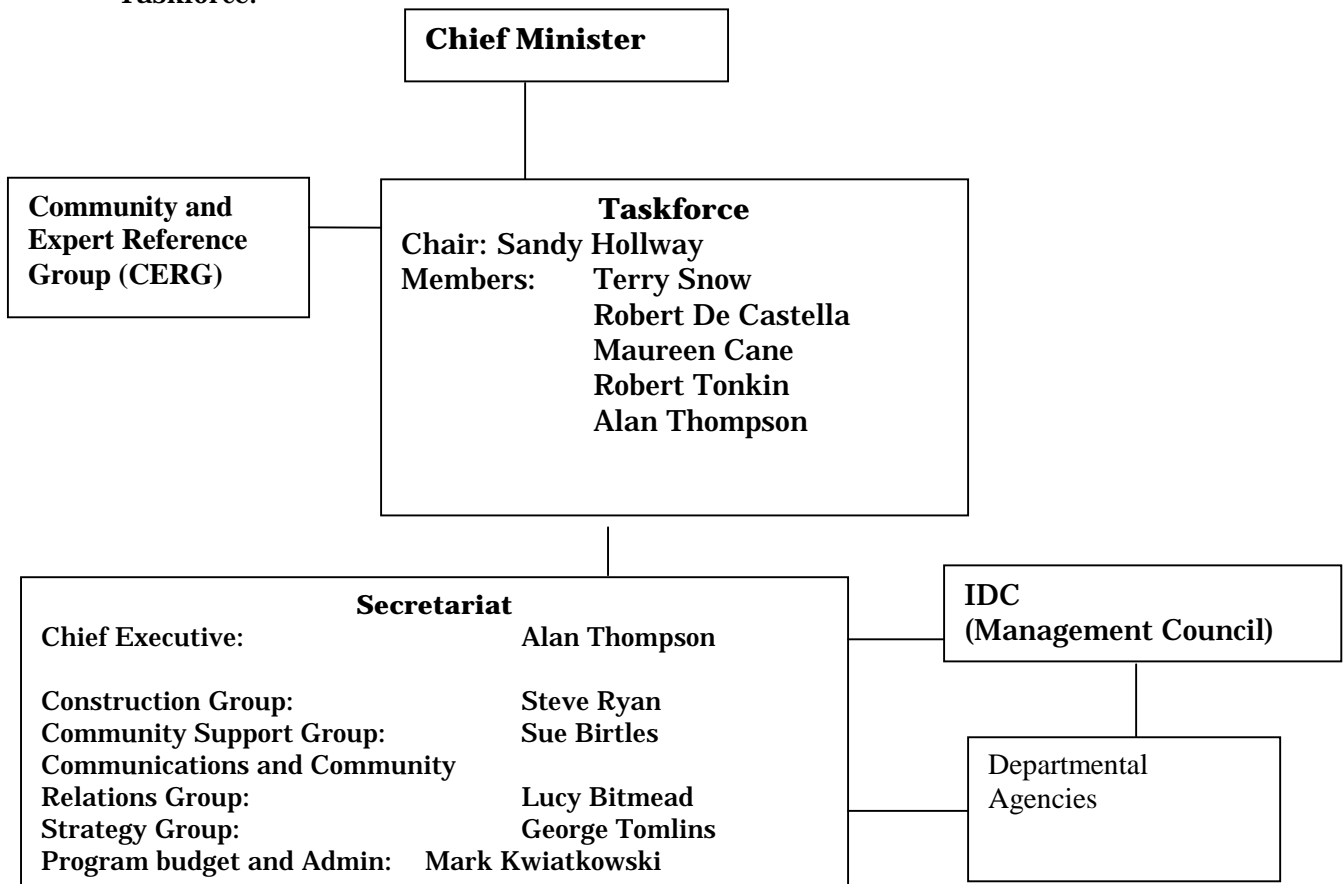 Taskforce.
Chief Minister
Community and
Expert Reference
Group (CERG)
Taskforce
Chair: Sandy Hollway
Members: Terry Snow
Robert De Castella
Maureen Cane
Robert Tonkin
Alan Thompson
Secretariat
Chief Executive: Alan Thompson
Construction Group: Steve Ryan
Community Support Group: Sue Birtles
Communications and Community
Relations Group: Lucy Bitmead
Strategy Group: George Tomlins
Program budget and Admin: Mark Kwiatkowski
IDC
(Management Council)
Departmental
Agencies